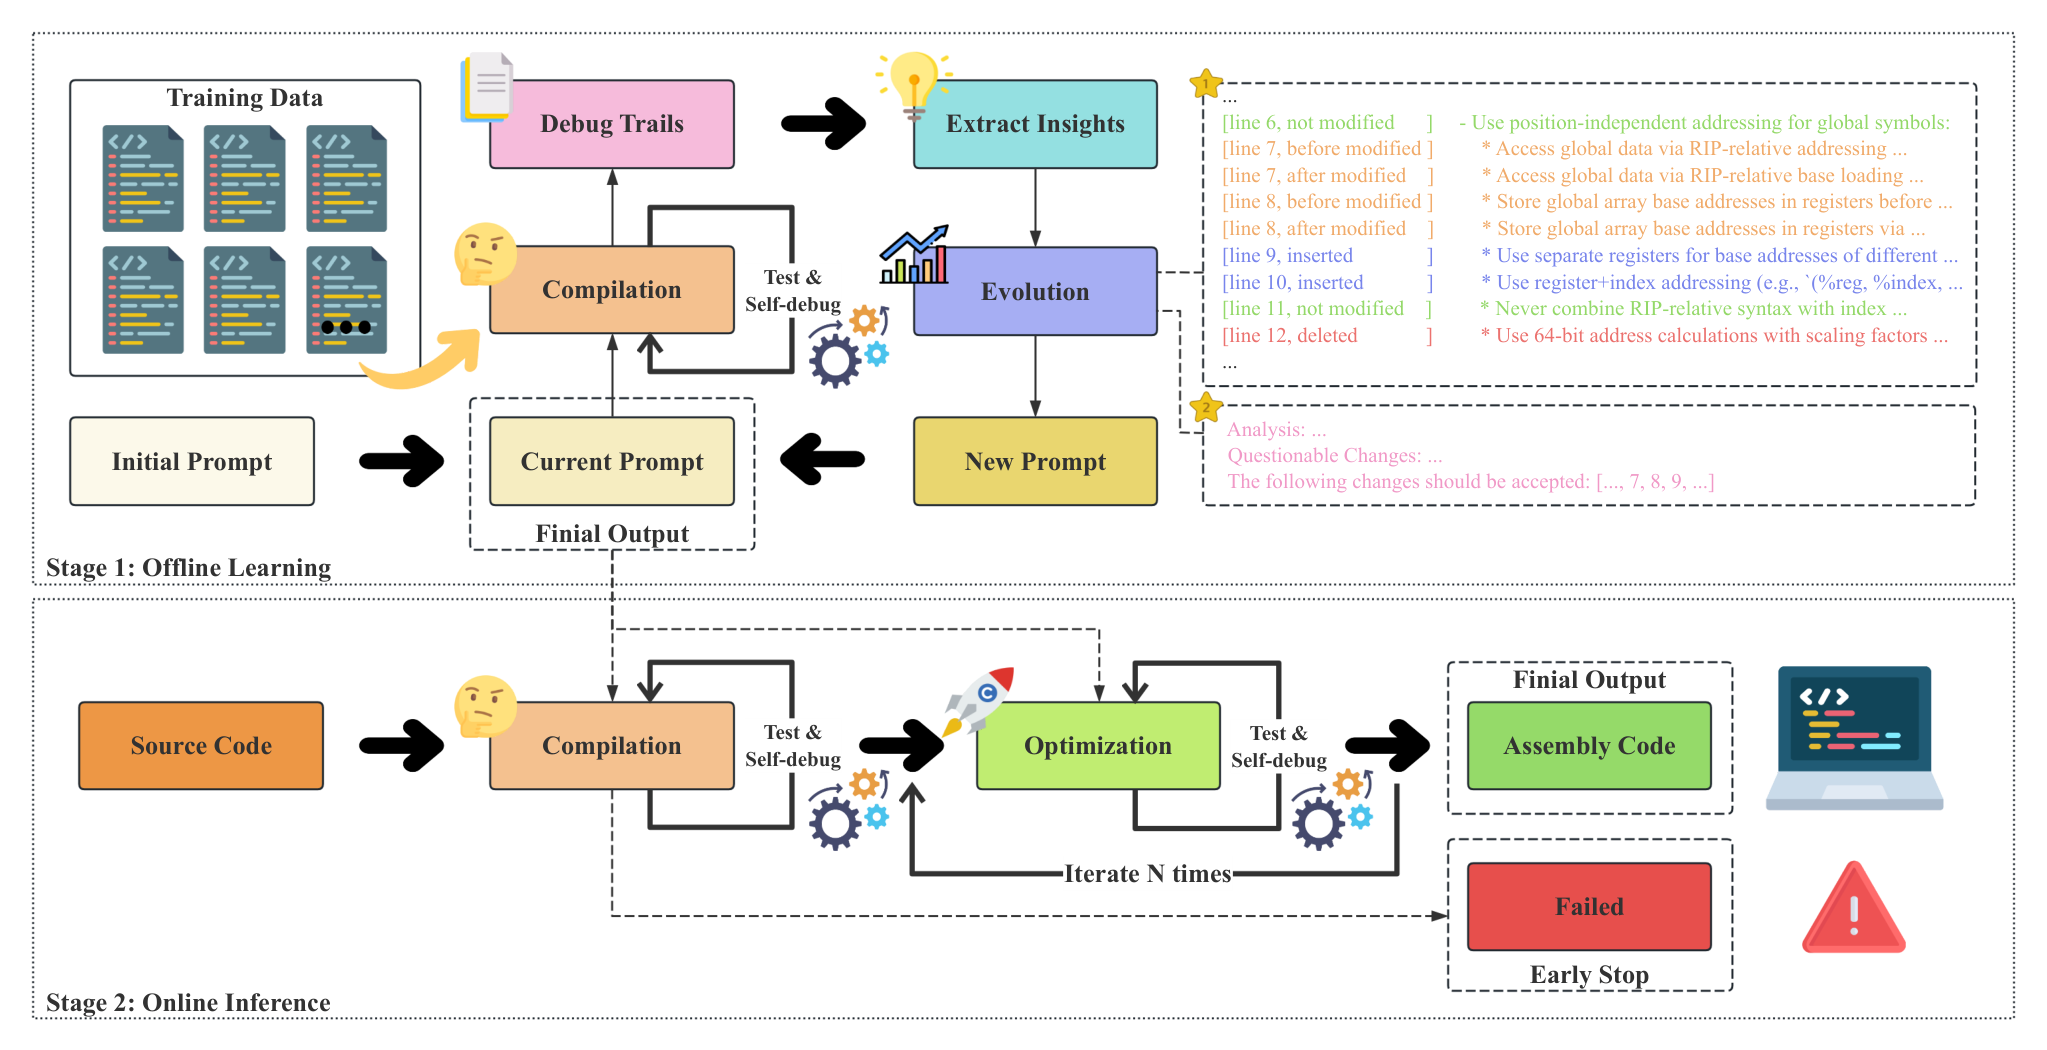 Training Data
Debug Trails
Extract Insights
Compilation
Test &
Self-debug
Evolution
Initial Prompt
Current Prompt
New Prompt
Finial Output
1
...
[line 6, not modified ] - Use position-independent addressing for global symbols:
[line 7, before modified ] * Access global data via RIP-relative addressing ...
[line 7, after modified ] * Access global data via RIP-relative base loading ...
[line 8, before modified ] * Store global array base addresses in registers before ...
[line 8, after modified ] * Store global array base addresses in registers via ...
[line 9, inserted ] * Use separate registers for base addresses of different ...
[line 10, inserted ] * Use register+index addressing (e.g., `(%reg, %index, ...
[line 11, not modified ] * Never combine RIP-relative syntax with index ...
[line 12, deleted ] * Use 64-bit address calculations with scaling factors ...
...
2
Analysis: ...
Questionable Changes: ...
The following changes should be accepted: [..., 7, 8, 9, ...]
Stage 1: Offline Learning
Source Code
Compilation
Test &
Self-debug
C
Optimization
Test &
Self-debug
Iterate N times
Finial Output
Assembly Code
</>
Failed
Early Stop
Stage 2: Online Inference